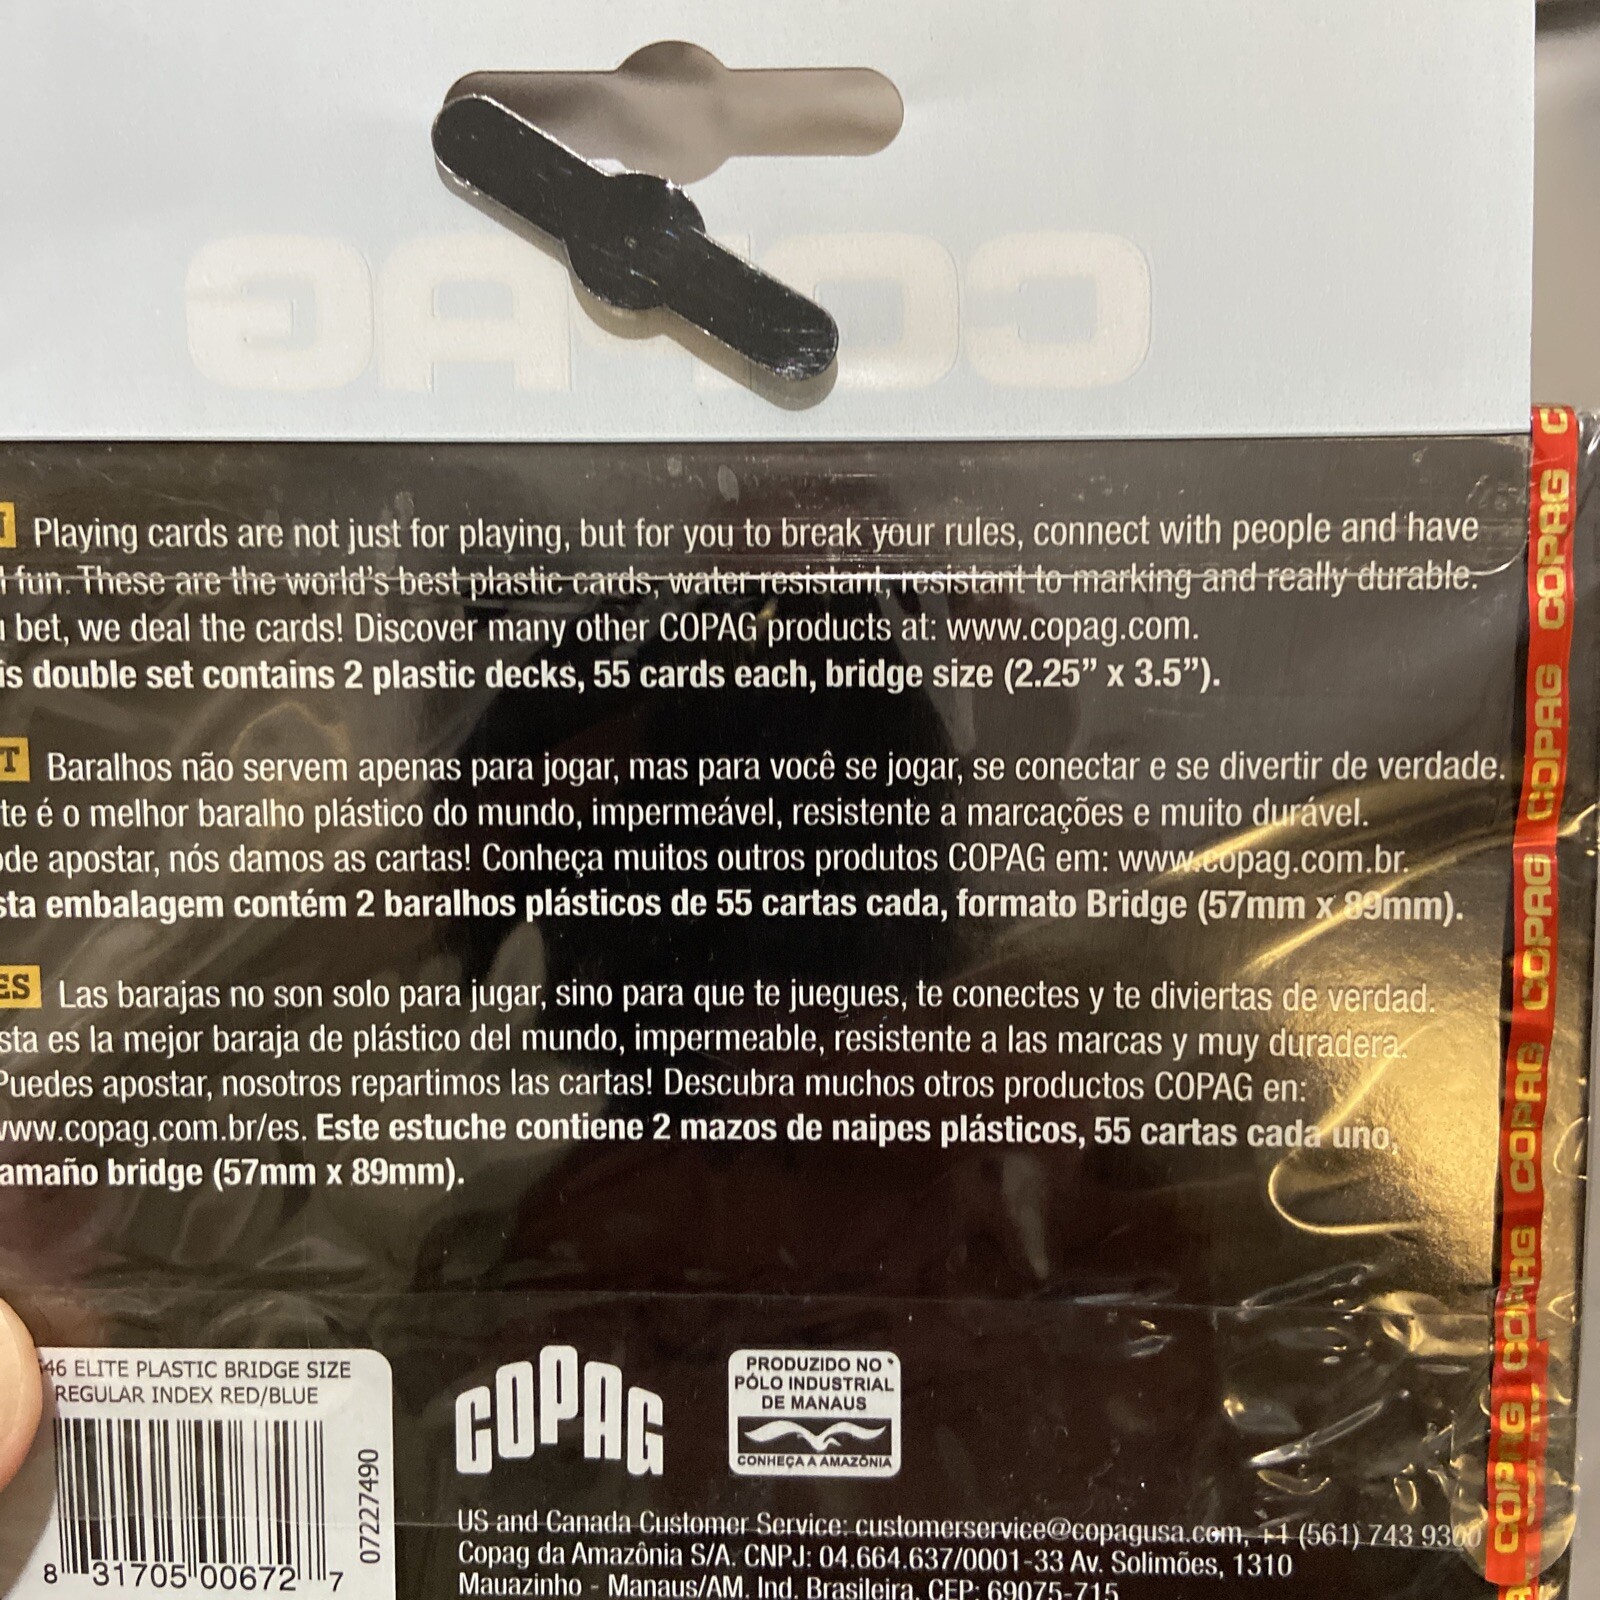 COPAG
Playing cards are not just for playing, but for you to break your rules, connect with people and have
fun. These are the world's best plastic cards, water resistant, resistant to marking and really durable.
bet, we deal the cards! Discover many other COPAG products at: www.copag.com.
is double set contains 2 plastic decks, 55 cards each, bridge size (2.25” x 3.5”).
T Baralhos não servem apenas para jogar, mas para você se jogar, se conectar e se divertir de verdade.
te é o melhor baralho plástico do mundo, impermeável, resistente a marcações e muito durável.
de apostar, nós damos as cartas! Conheça muitos outros produtos COPAG em: www.copag.com.br.
sta embalagem contém 2 baralhos plásticos de 55 cartas cada, formato Bridge (57mm x 89mm).
ES Las barajas no son solo para jugar, sino para que te juegues, te conectes y te diviertas de verdad.
sta es la mejor baraja de plástico del mundo, impermeable, resistente a las marcas y muy duradera.
Puedes apostar, nosotros repartimos las cartas! Descubra muchos otros productos COPAG en:
www.copag.com.br/es. Este estuche contiene 2 mazos de naipes plásticos, 55 cartas cada uno,
amaño bridge (57mm x 89mm).
46 ELITE PLASTIC BRIDGE SIZE
REGULAR INDEX RED/BLUE
07227490
8 31705 00672 7
COPAG
PRODUZIDO NO
PÓLO INDUSTRIAL
DE MANAUS
CONHEÇA A AMAZÔNIA
US and Canada Customer Service: customerservice@copagusa.com, +1 (561) 743 9300
Copag da Amazônia S/A. CNPJ: 04.664.637/0001-33 Av. Solimões, 1310
Mauazinho - Manaus/AM. Ind. Brasileira, CEP: 69075-715
COPAG COPAG COPAG COPAG COPAG COPAG C